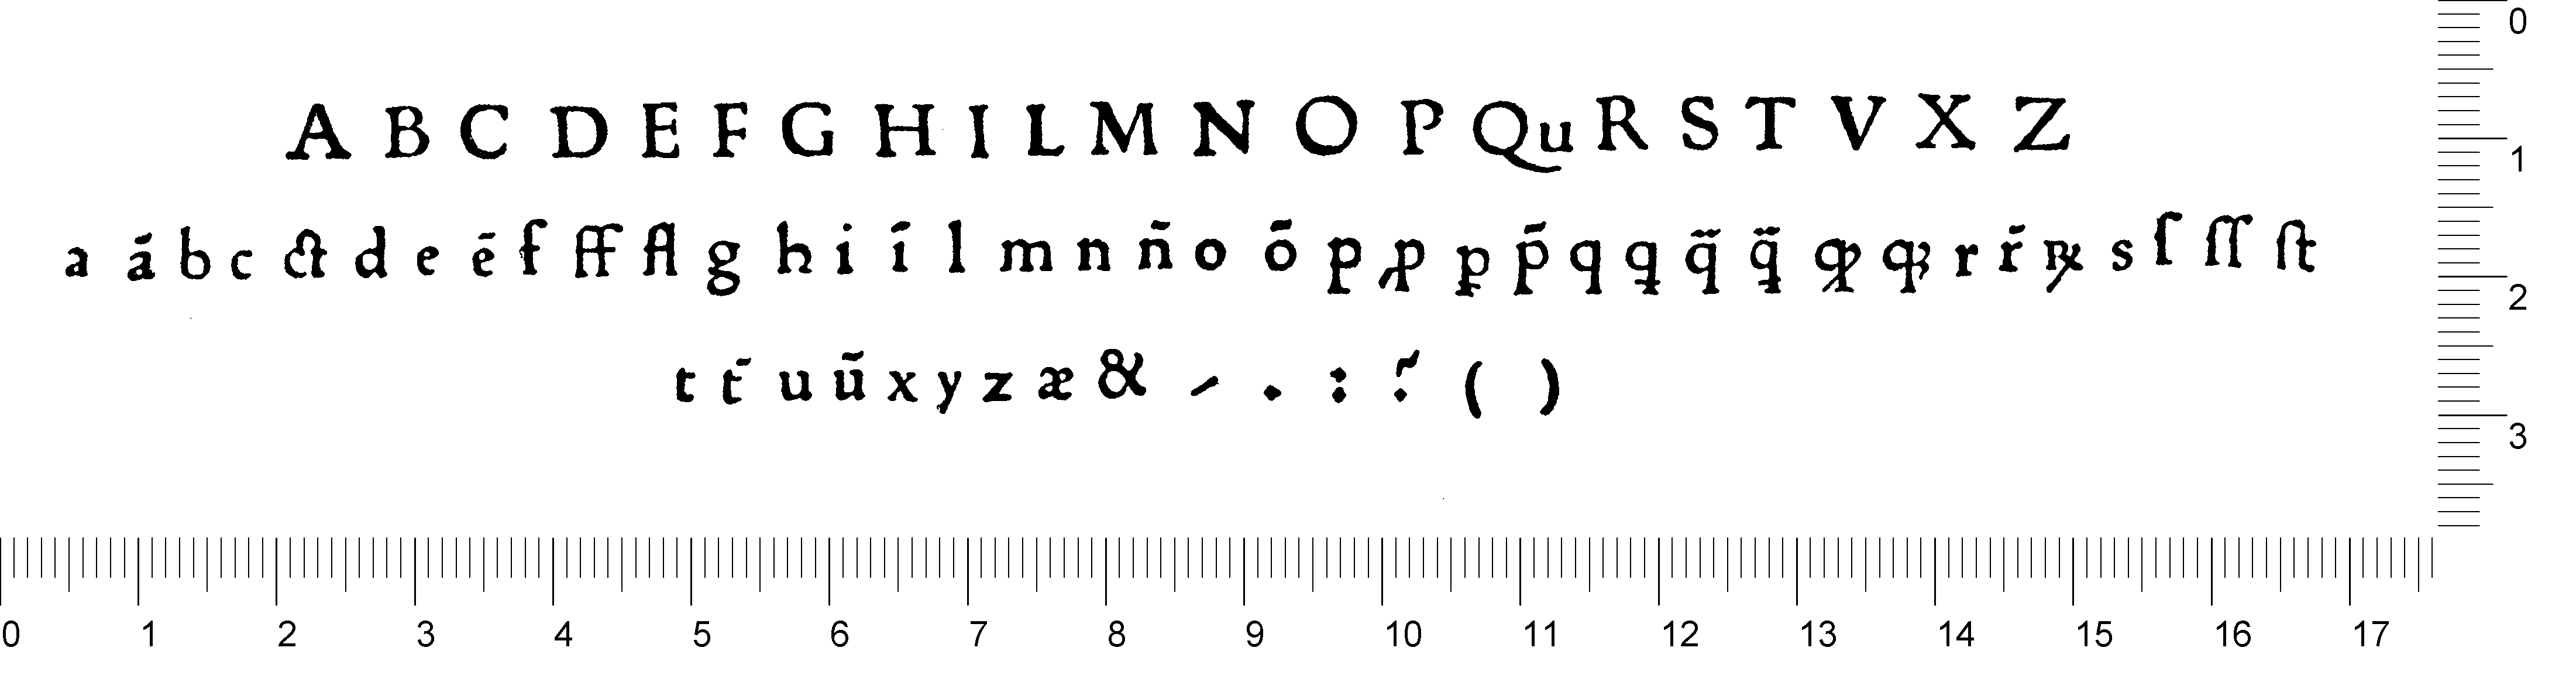 A B C D E F G H I L M N O P Qu R S T V X Z
a ā b c ct d e ē f ff fl g h i ī l m n ñ o ō p ꝓ ꝑ p̄ q ꝗ q̃ ꝗ̃ ꝙ qꝫ r r̄ ꝶ s ſ ſſ ſt
t t̄ u ũ x y z æ & / . : ? ( )
0
1
2
3
0 1 2 3 4 5 6 7 8 9 10 11 12 13 14 15 16 17